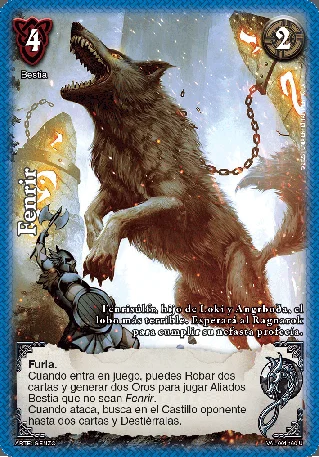 4
2
Bestia
Fenrir
Fenrisúlfr, hijo de Loki y Angrboda, el
lobo más terrible. Esperará al Ragnarok
para cumplir su nefasta profecía.
Furia.
Cuando entra en juego, puedes Robar dos
cartas y generar dos Oros para jugar Aliados
Bestia que no sean Fenrir.
Cuando ataca, busca en el Castillo oponente
hasta dos cartas y Destiérralas.